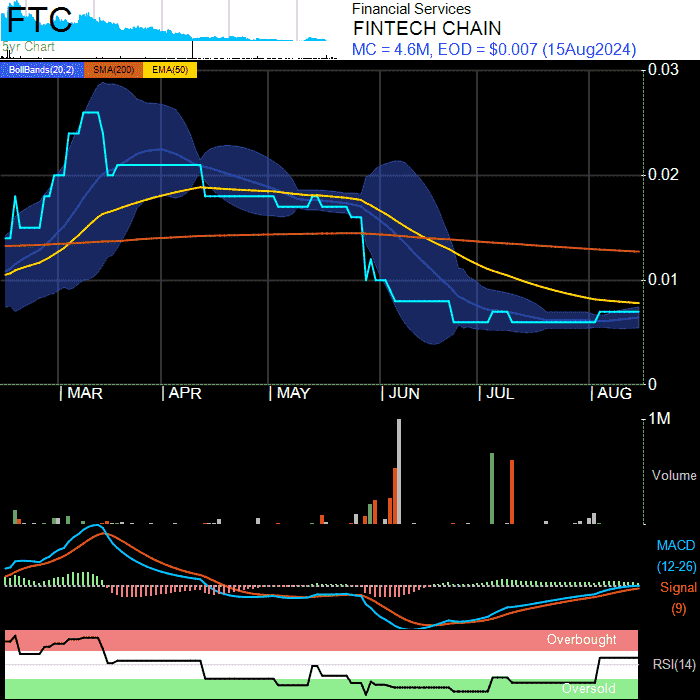 FTC
5yr Chart
Financial Services
FINTECH CHAIN
MC = 4.6M, EOD = $0.007 (15Aug2024)
BollBands(20,2) SMA(200) EMA(50)
0.03
0.02
0.01
0
MAR APR MAY JUN JUL AUG
1M
Volume
MACD
(12-26)
Signal
(9)
Overbought
RSI(14)
Oversold